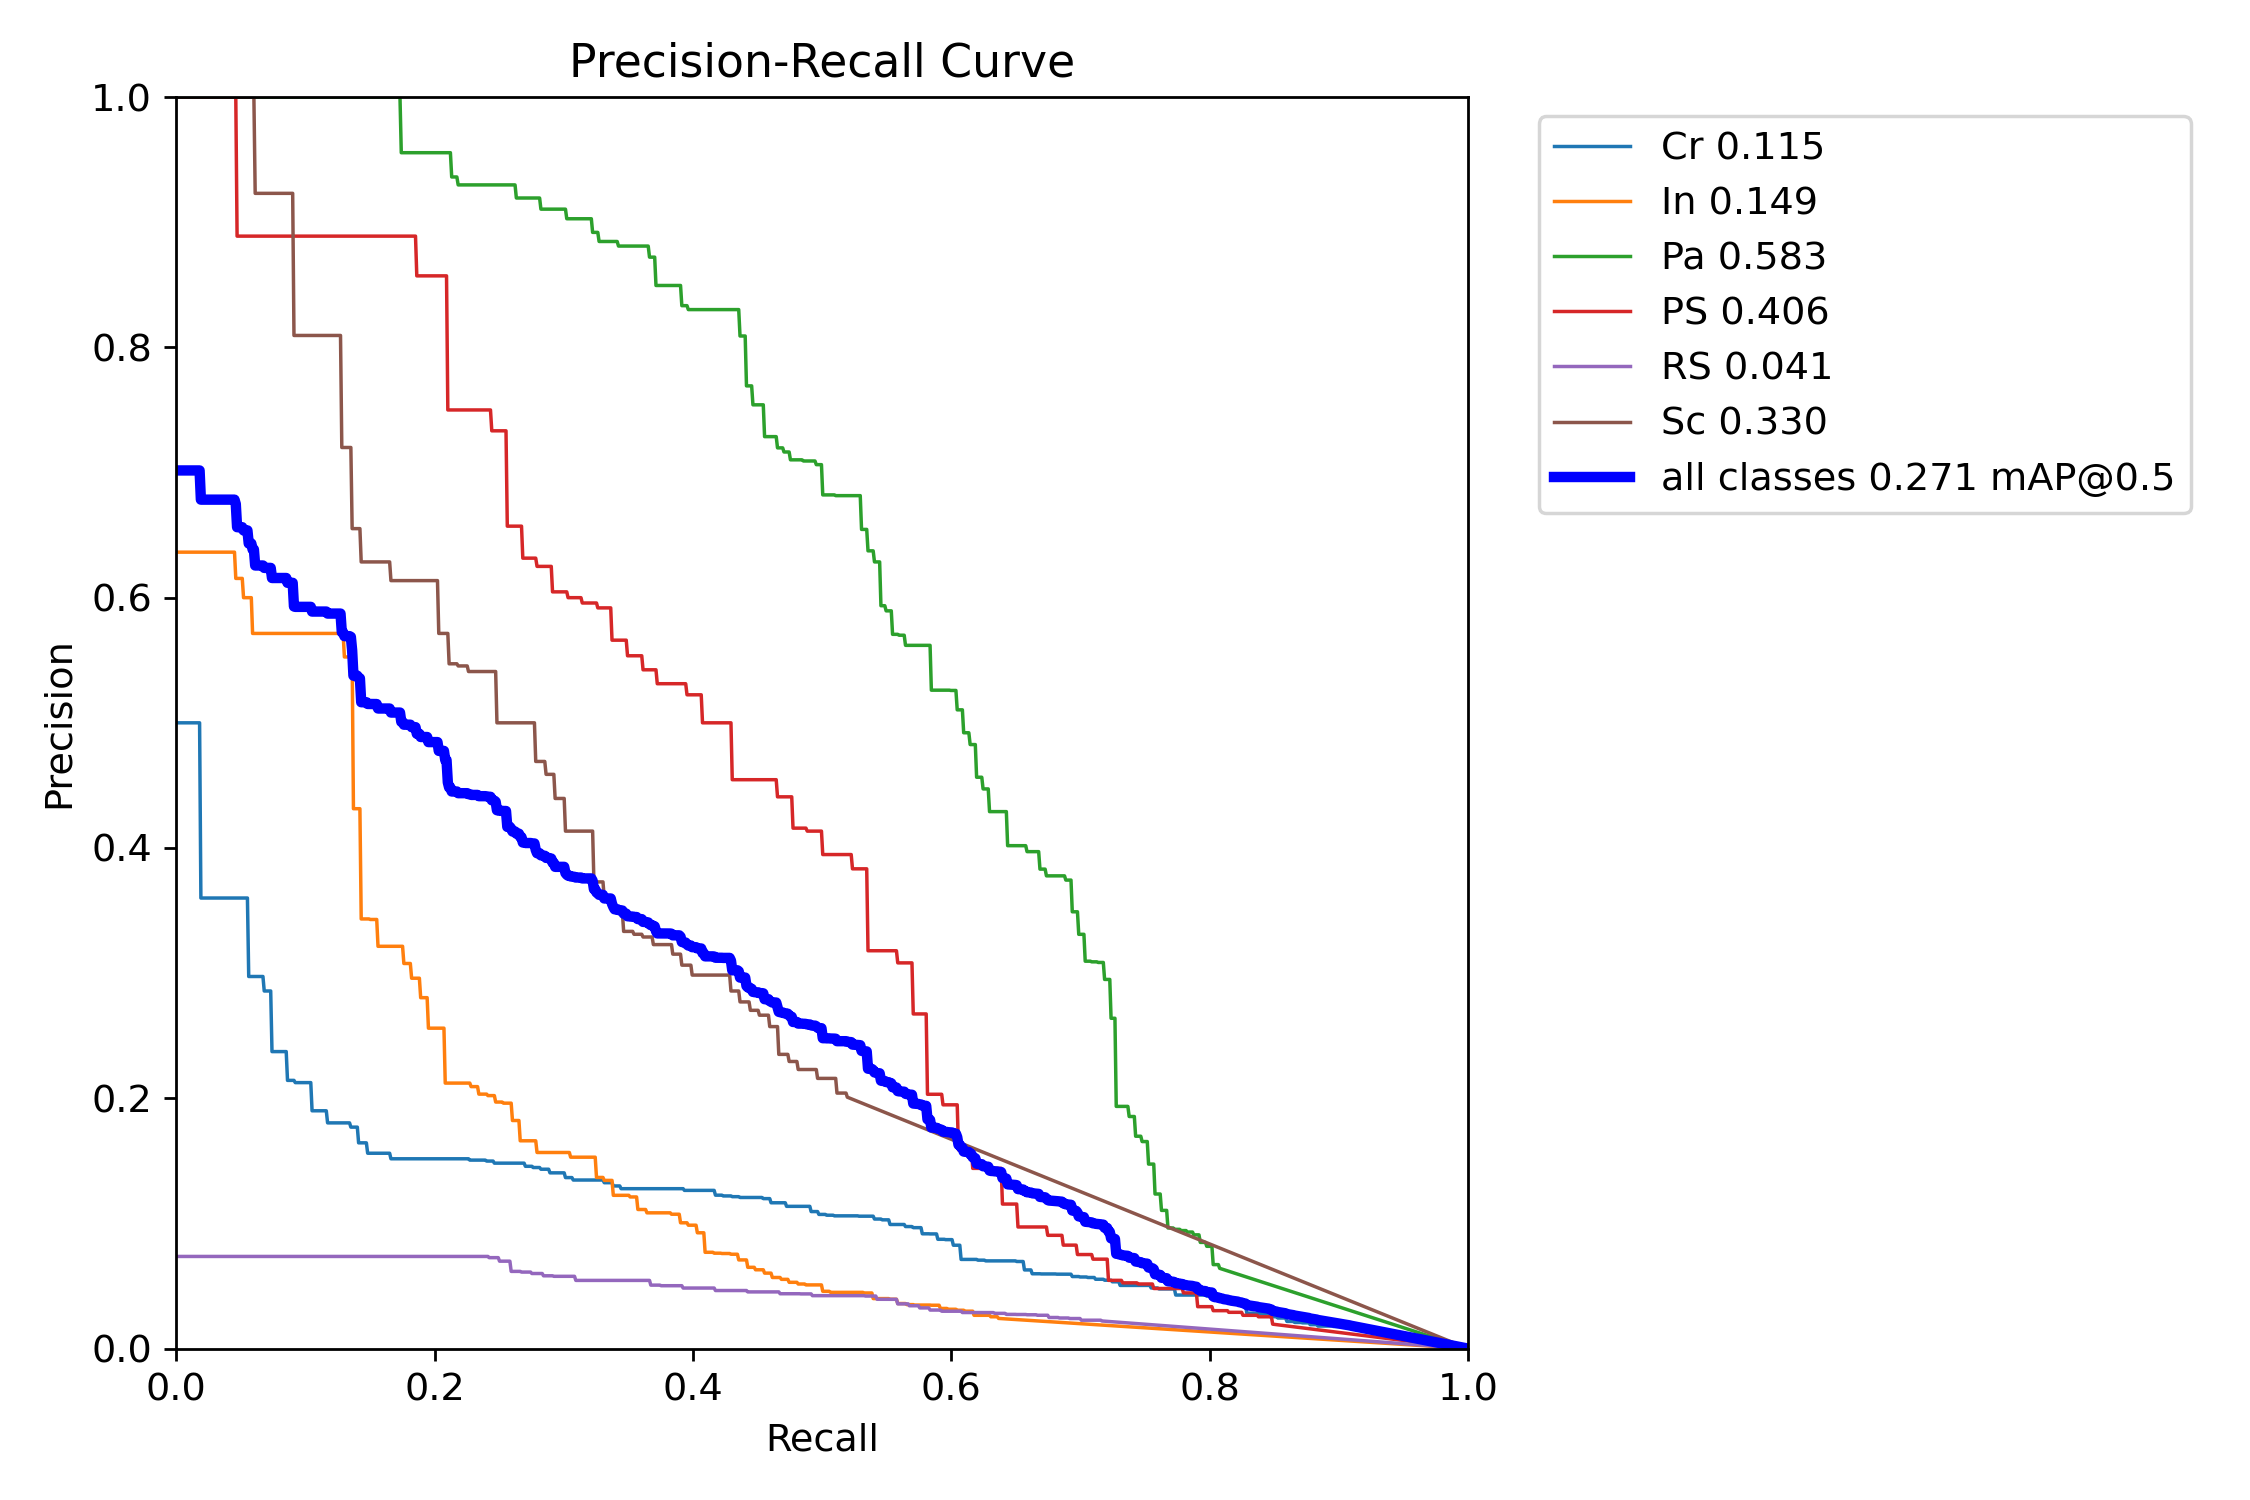 Precision-Recall Curve
1.0
0.8
0.6
0.4
0.2
0.0
Precision
0.0 0.2 0.4 0.6 0.8 1.0
Recall
Cr 0.115
In 0.149
Pa 0.583
PS 0.406
RS 0.041
Sc 0.330
all classes 0.271 mAP@0.5